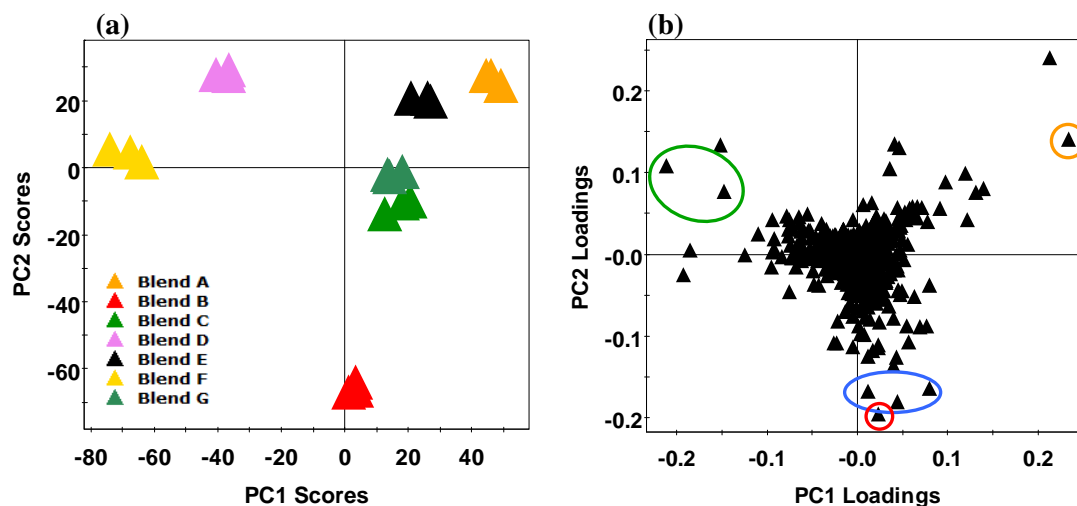 (a)
PC2 Scores
20
0
-20
-40
-60
Blend A
Blend B
Blend C
Blend D
Blend E
Blend F
Blend G
-80 -60 -40 -20 0 20 40
PC1 Scores
(b)
PC2 Loadings
0.2
0.1
-0.0
-0.1
-0.2
-0.2 -0.1 -0.0 0.1 0.2
PC1 Loadings